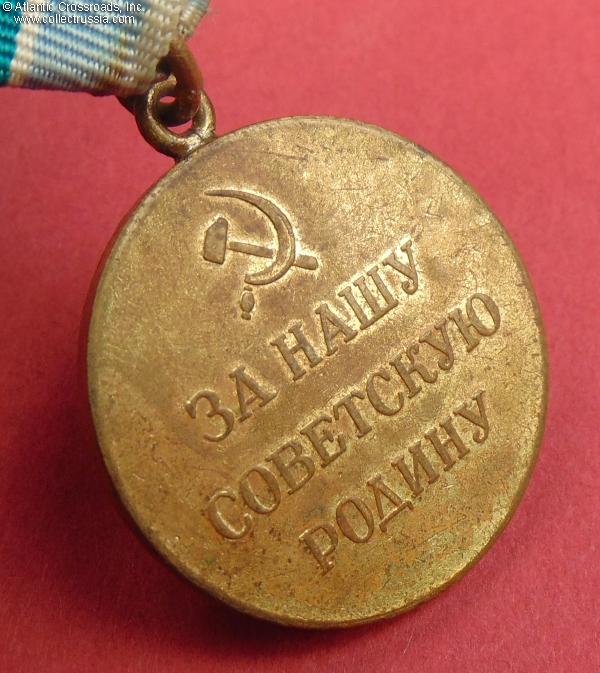 © Atlantic Crossroads, Inc.
www.collectrussia.com
ЗА НАШУ
СОВЕТСКУЮ
РОДИНУ